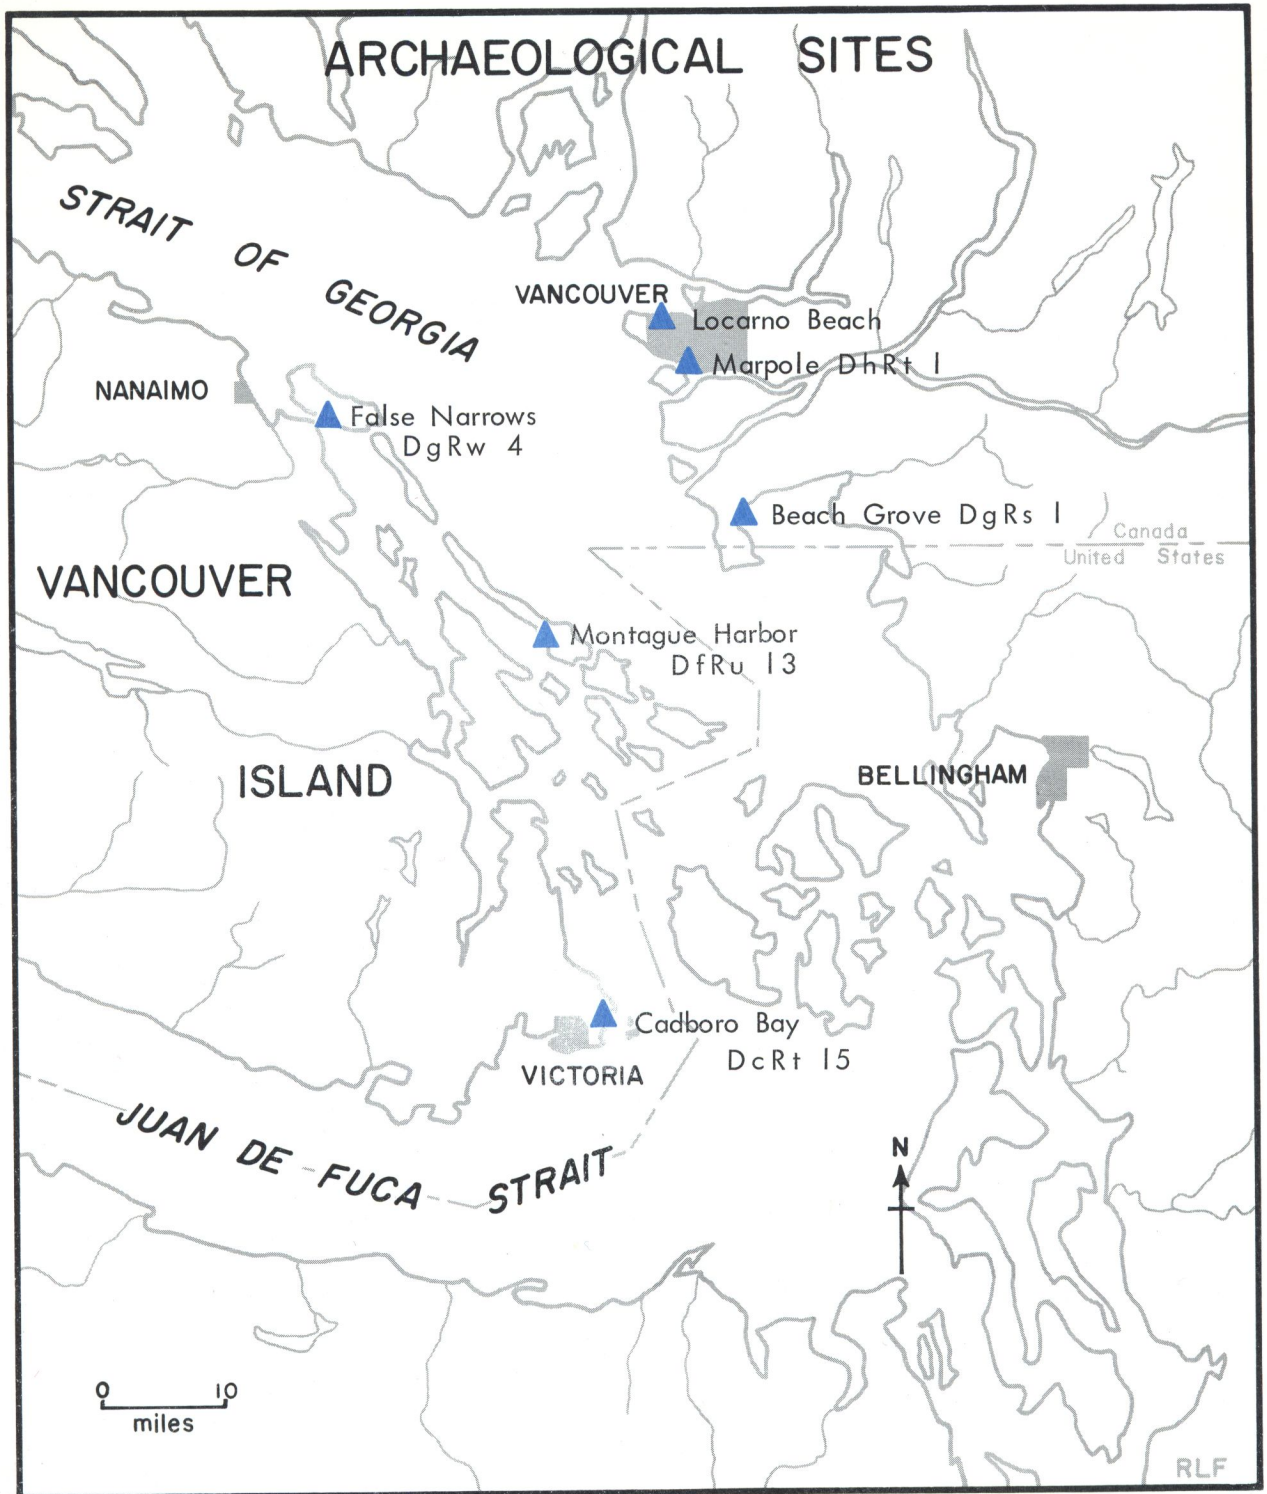 ARCHAEOLOGICAL SITES
STRAIT OF GEORGIA
VANCOUVER
Locarno Beach
Marpole DhRt 1
NANAIMO
False Narrows
DgRw 4
Beach Grove DgRs 1
Canada
United States
VANCOUVER
Montague Harbor
DfRu 13
ISLAND
BELLINGHAM
Cadboro Bay
DcRt 15
VICTORIA
JUAN DE FUCA STRAIT
N
0 10
miles
RLF